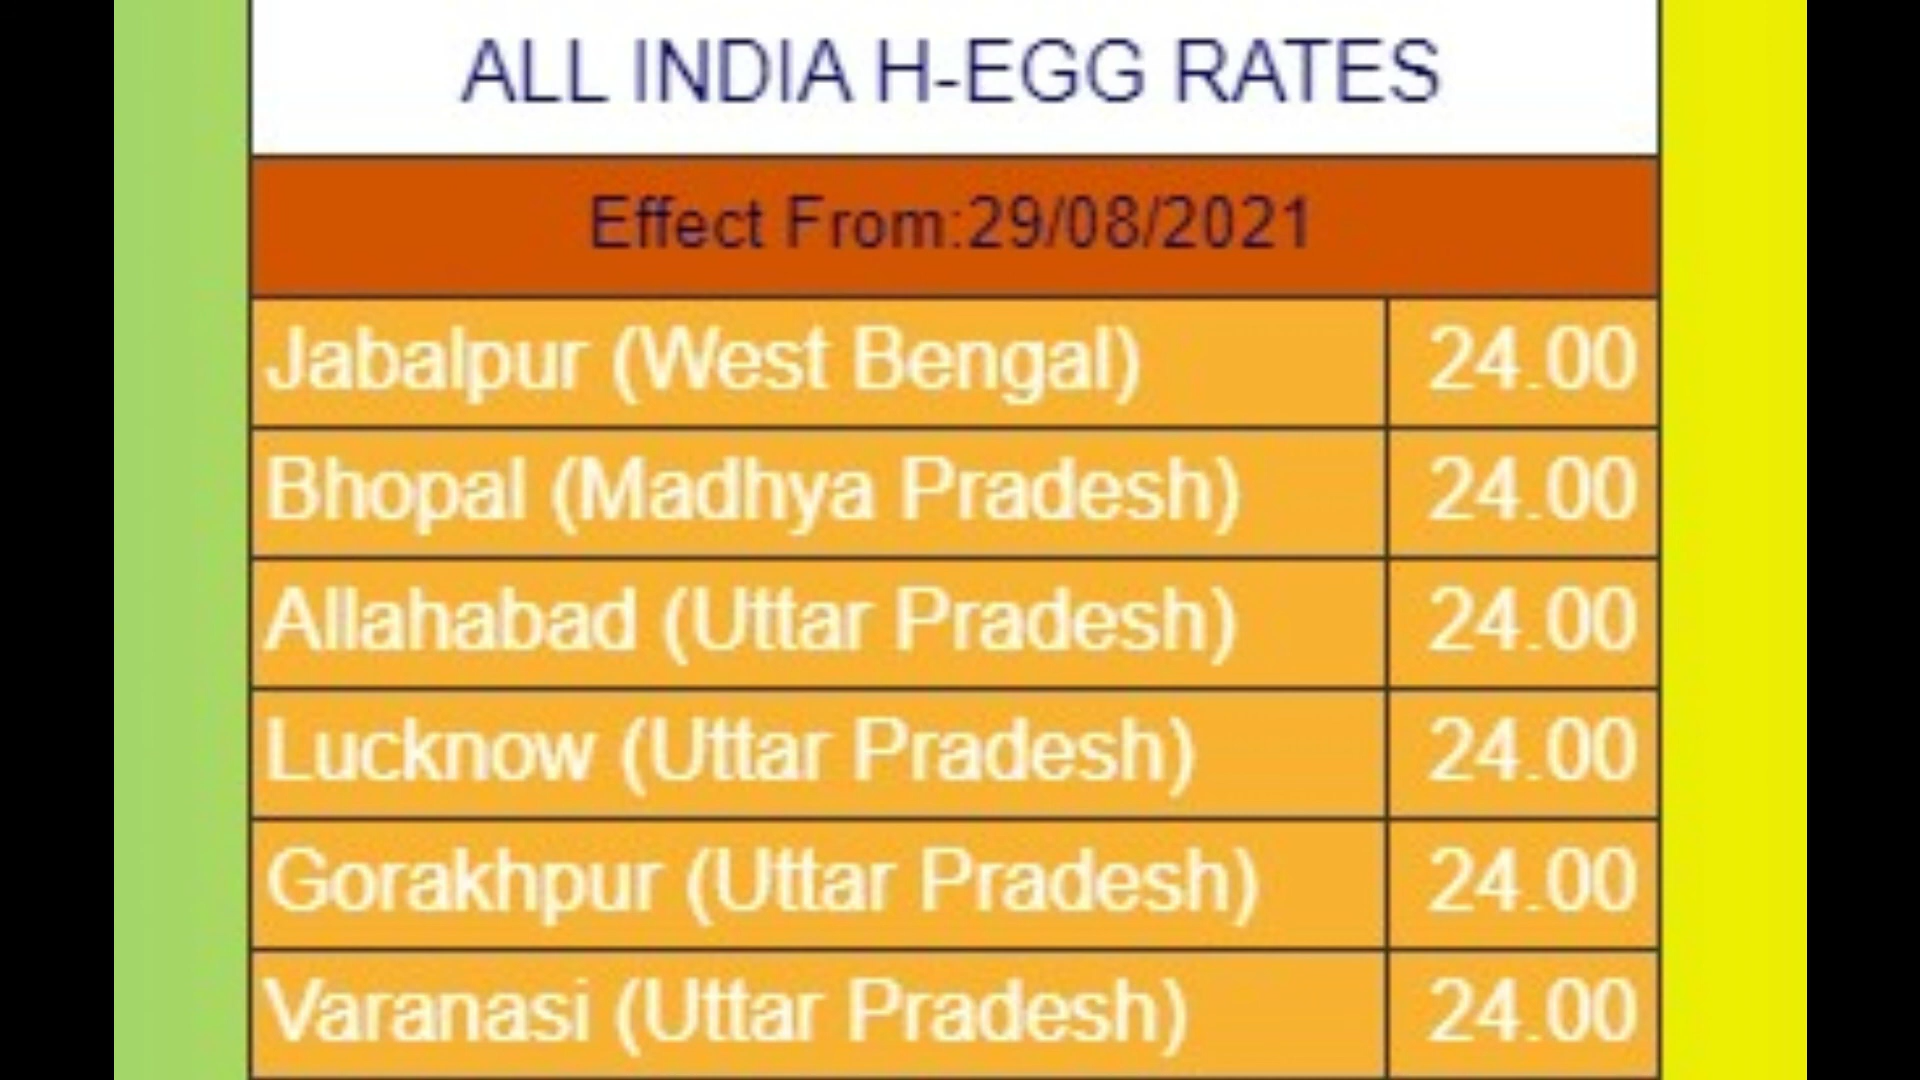 ALL INDIA H-EGG RATES
Effect From:29/08/2021
Jabalpur (West Bengal) 24.00
Bhopal (Madhya Pradesh) 24.00
Allahabad (Uttar Pradesh) 24.00
Lucknow (Uttar Pradesh) 24.00
Gorakhpur (Uttar Pradesh) 24.00
Varanasi (Uttar Pradesh) 24.00